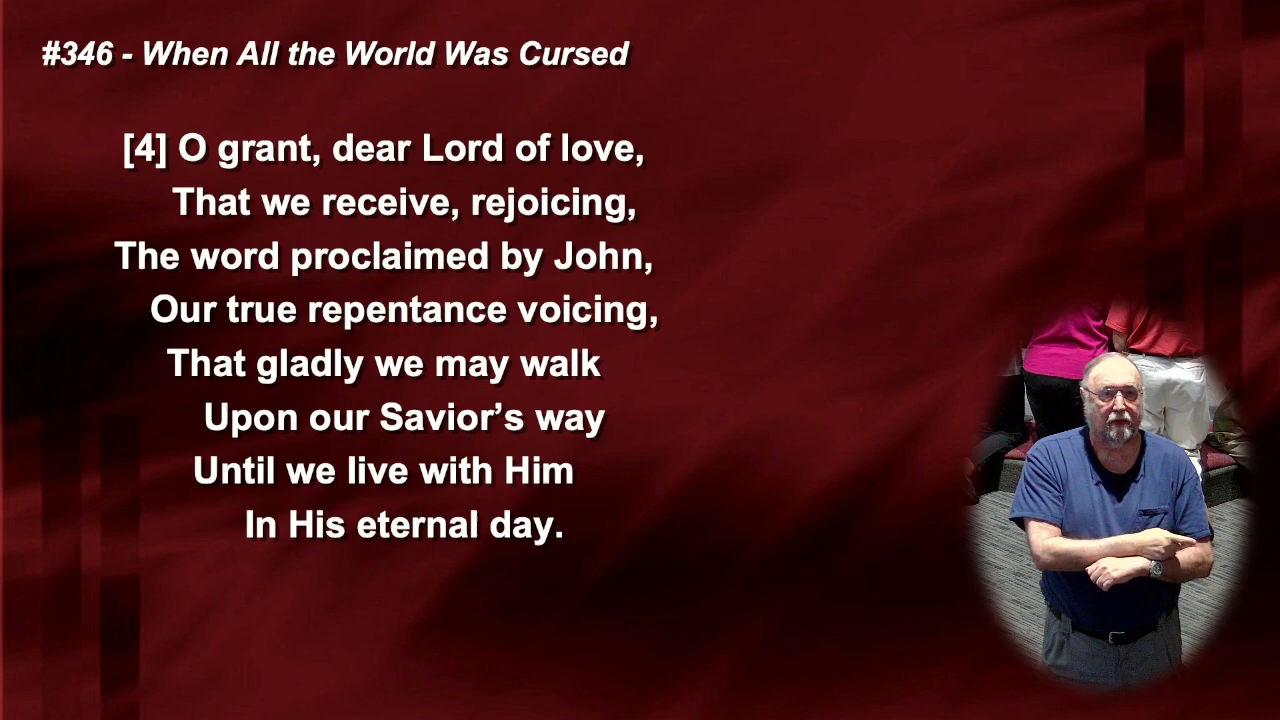 #346 - When All the World Was Cursed
[4] O grant, dear Lord of love,
That we receive, rejoicing,
The word proclaimed by John,
Our true repentance voicing,
That gladly we may walk
Upon our Savior’s way
Until we live with Him
In His eternal day.